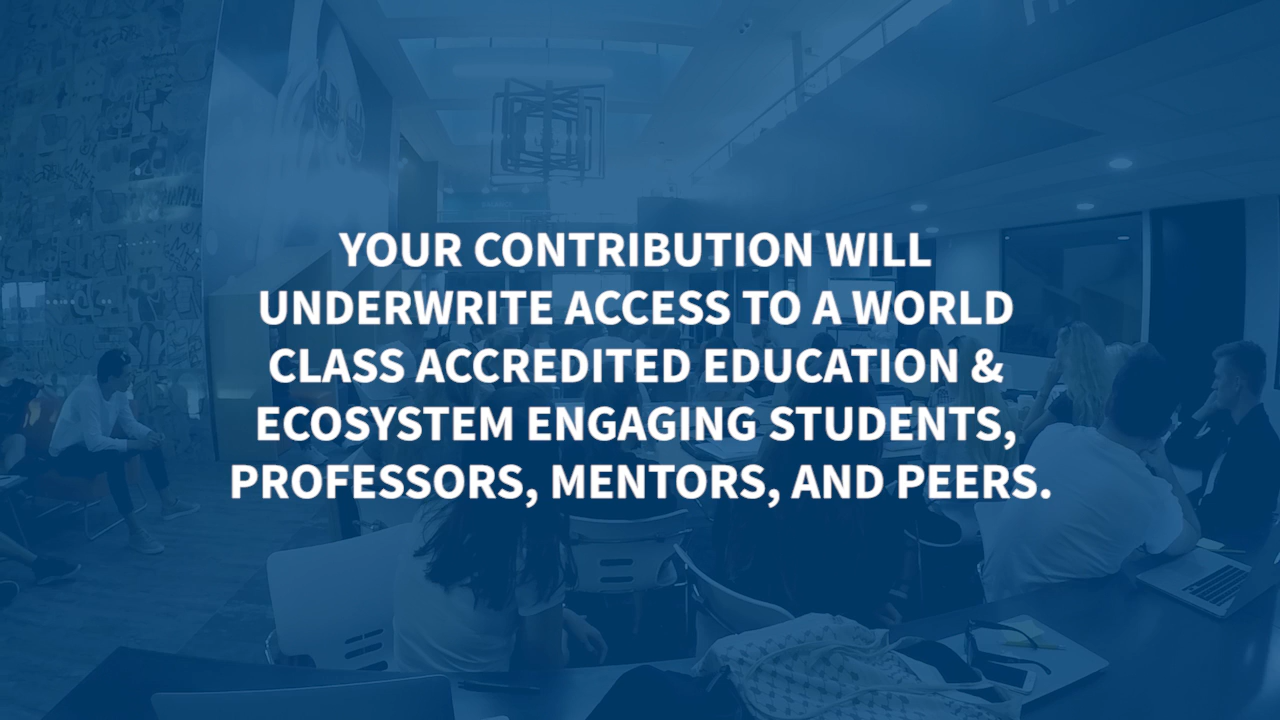 YOUR CONTRIBUTION WILL
UNDERWRITE ACCESS TO A WORLD
CLASS ACCREDITED EDUCATION &
ECOSYSTEM ENGAGING STUDENTS,
PROFESSORS, MENTORS, AND PEERS.